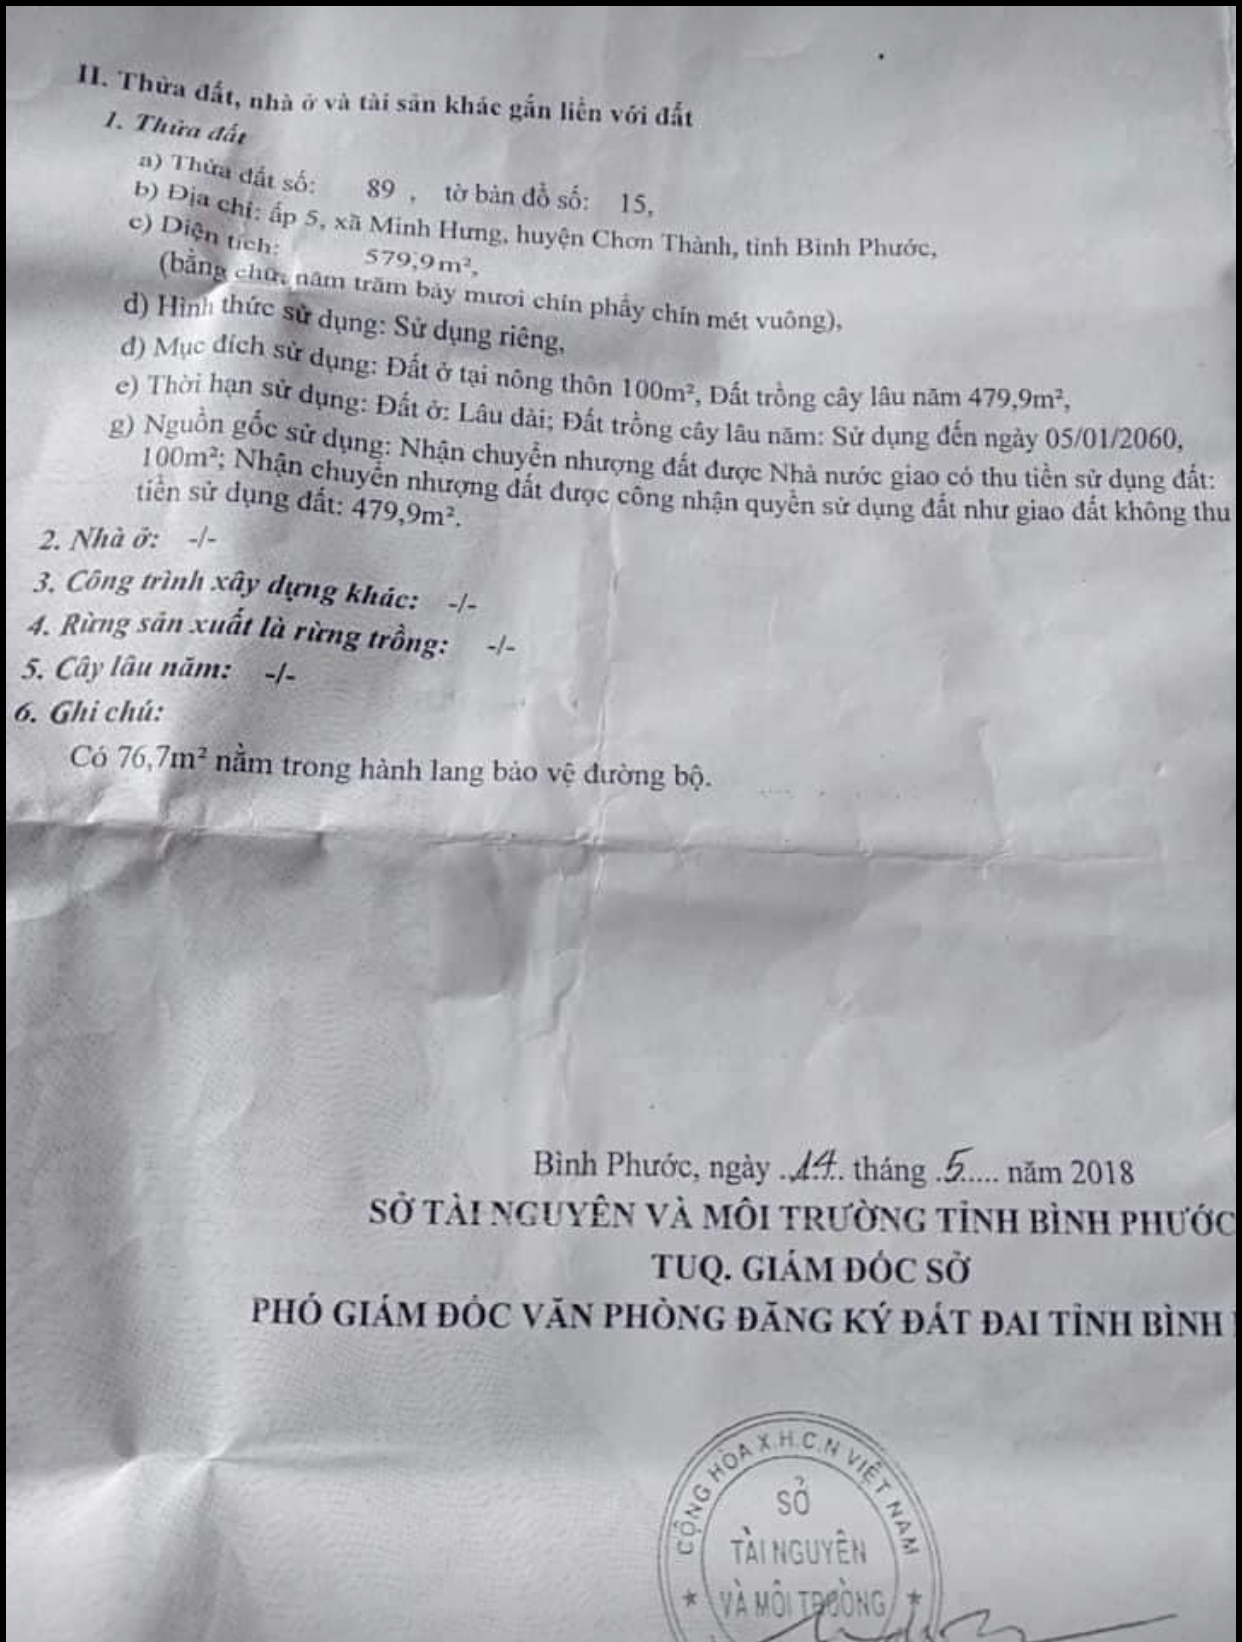 II. Thửa đất, nhà ở và tài sản khác gắn liền với đất
1. Thửa đất
a) Thửa đất số: 89 , tờ bản đồ số: 15,
b) Địa chỉ: ấp 5, xã Minh Hưng, huyện Chơn Thành, tỉnh Bình Phước,
c) Diện tích: 579,9m²,
(bằng chữ: năm trăm bảy mươi chín phẩy chín mét vuông),
d) Hình thức sử dụng: Sử dụng riêng,
đ) Mục đích sử dụng: Đất ở tại nông thôn 100m², Đất trồng cây lâu năm 479,9m²,
e) Thời hạn sử dụng: Đất ở: Lâu dài; Đất trồng cây lâu năm: Sử dụng đến ngày 05/01/2060,
g) Nguồn gốc sử dụng: Nhận chuyển nhượng đất được Nhà nước giao có thu tiền sử dụng đất:
100m²; Nhận chuyển nhượng đất được công nhận quyền sử dụng đất như giao đất không thu
tiền sử dụng đất: 479,9m².
2. Nhà ở: -/-
3. Công trình xây dựng khác: -/-
4. Rừng sản xuất là rừng trồng: -/-
5. Cây lâu năm: -/-
6. Ghi chú:
Có 76,7m² nằm trong hành lang bảo vệ đường bộ.
Bình Phước, ngày 14 tháng 5 năm 2018
SỞ TÀI NGUYÊN VÀ MÔI TRƯỜNG TỈNH BÌNH PHƯỚC
TUQ. GIÁM ĐỐC SỞ
PHÓ GIÁM ĐỐC VĂN PHÒNG ĐĂNG KÝ ĐẤT ĐAI TỈNH BÌNH
CỘNG HÒA X.H.C.N VIỆT NAM
SỞ
TÀI NGUYÊN
VÀ MÔI TRƯỜNG